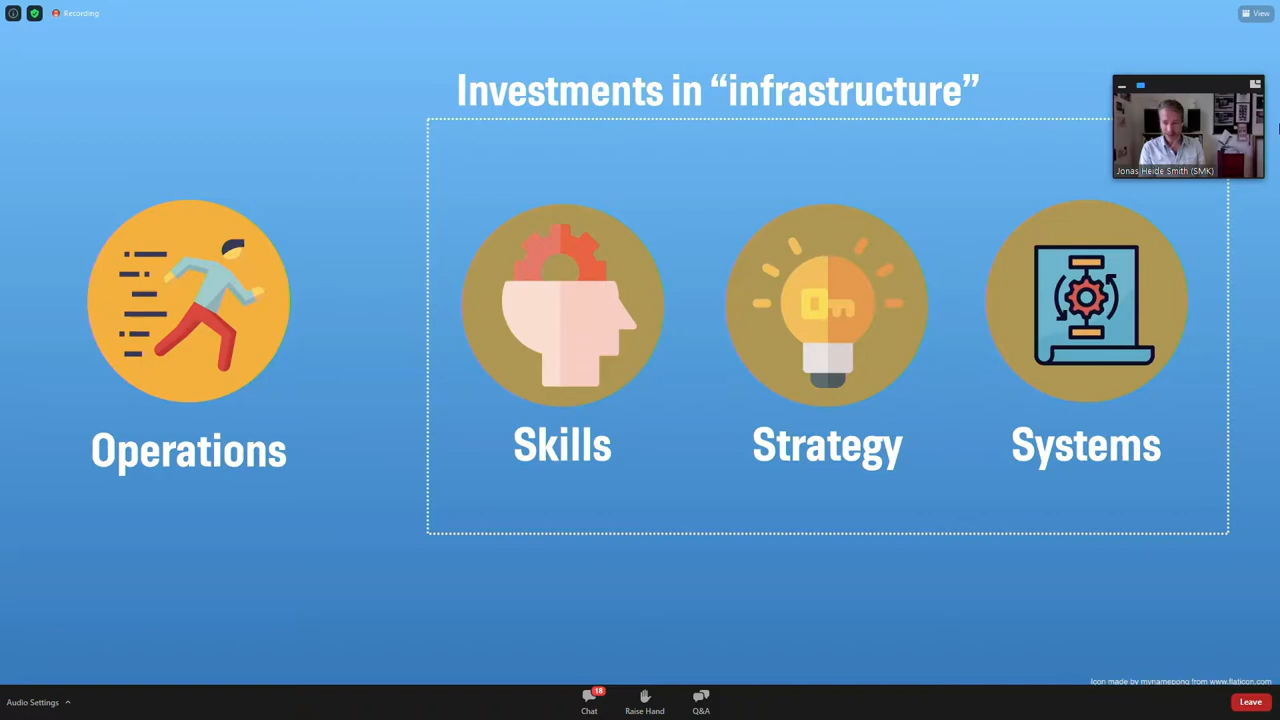 Recording
View
Investments in “infrastructure”
Jonas Heide Smith (SMK)
Operations
Skills
Strategy
Systems
Icon made by mynamepong from www.flaticon.com
Audio Settings
18
Chat
Raise Hand
Q&A
Leave